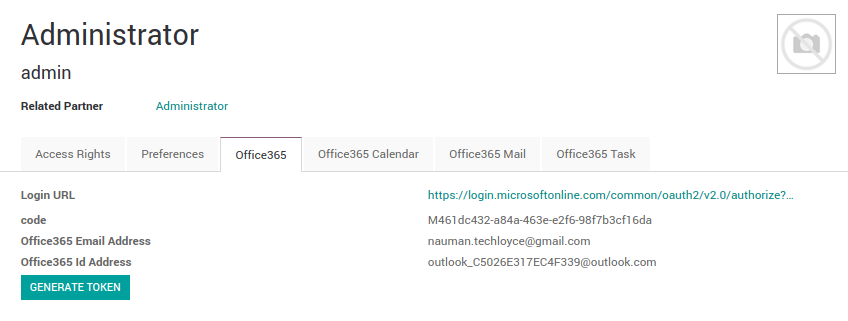 Administrator
admin
Related Partner Administrator
Access Rights Preferences Office365 Office365 Calendar Office365 Mail Office365 Task
Login URL https://login.microsoftonline.com/common/oauth2/v2.0/authorize?...
code M461dc432-a84a-463e-e2f6-98f7b3cf16da
Office365 Email Address nauman.techloyce@gmail.com
Office365 Id Address outlook_C5026E317EC4F339@outlook.com
GENERATE TOKEN